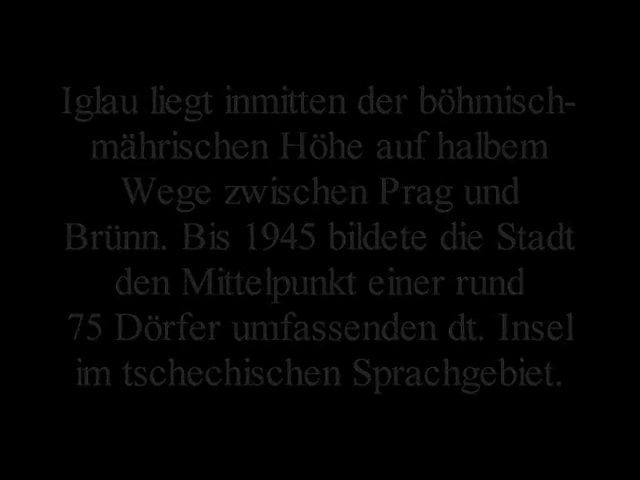 Iglau liegt inmitten der böhmisch-
mährischen Höhe auf halbem
Wege zwischen Prag und
Brünn. Bis 1945 bildete die Stadt
den Mittelpunkt einer rund
75 Dörfer umfassenden dt. Insel
im tschechischen Sprachgebiet.